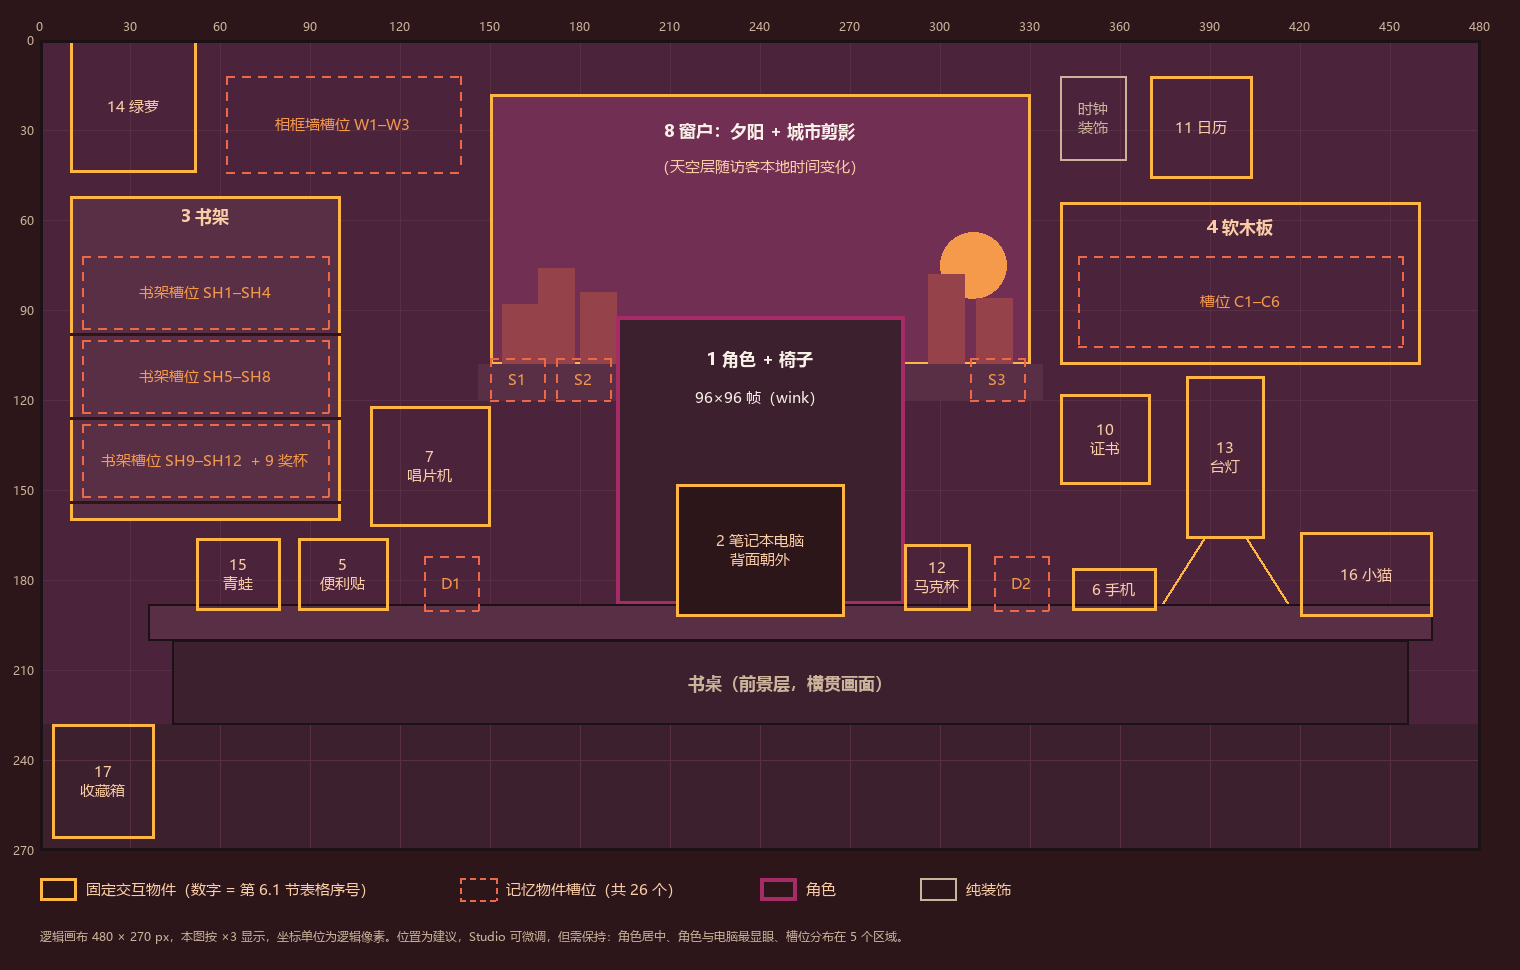 0 30 60 90 120 150 180 210 240 270 300 330 360 390 420 450 480
0
30
60
90
120
150
180
210
240
270
14 绿萝
相框墙槽位 W1–W3
8 窗户：夕阳 + 城市剪影
(天空层随访客本地时间变化)
时钟
装饰
11 日历
3 书架
书架槽位 SH1–SH4
书架槽位 SH5–SH8
书架槽位 SH9–SH12 + 9 奖杯
4 软木板
槽位 C1–C6
S1
S2
S3
1 角色 + 椅子
96×96 帧（wink）
7
唱片机
10
证书
13
台灯
2 笔记本电脑
背面朝外
15
青蛙
5
便利贴
D1
12
马克杯
D2
6 手机
16 小猫
书桌（前景层，横贯画面）
17
收藏箱
固定交互物件（数字 = 第 6.1 节表格序号）
记忆物件槽位（共 26 个）
角色
纯装饰
逻辑画布 480 × 270 px，本图按 ×3 显示，坐标单位为逻辑像素。位置为建议，Studio 可微调，但需保持：角色居中、角色与电脑最显眼、槽位分布在 5 个区域。